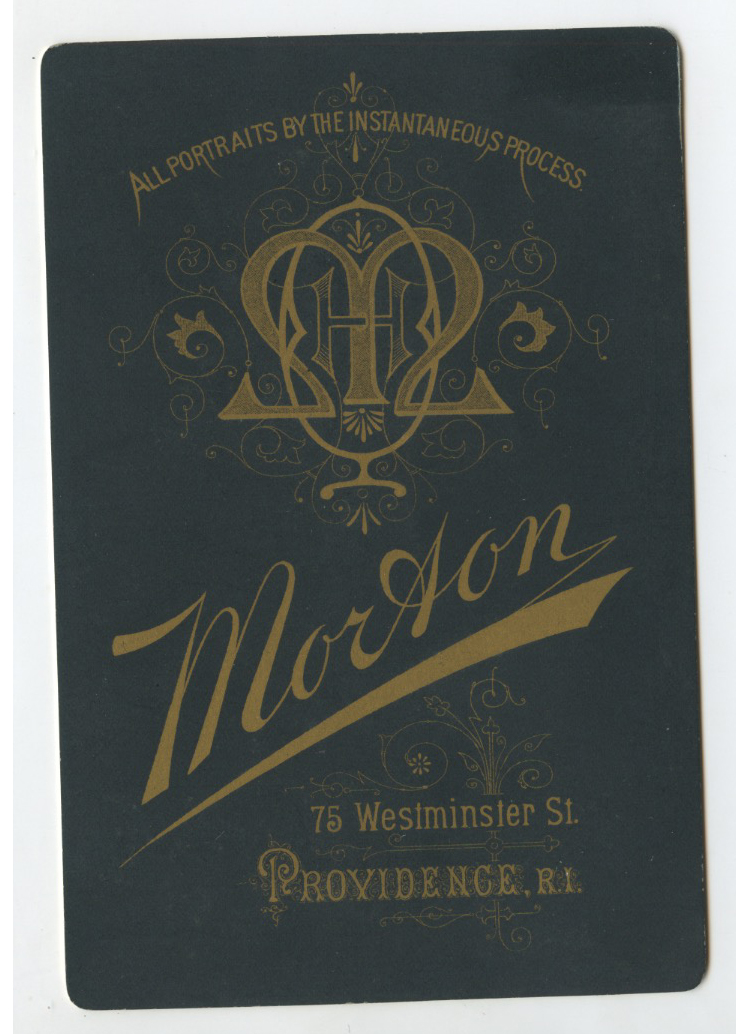 ALL PORTRAITS BY THE INSTANTANEOUS PROCESS.
Morton
75 Westminster St.
PROVIDENCE, R.I.